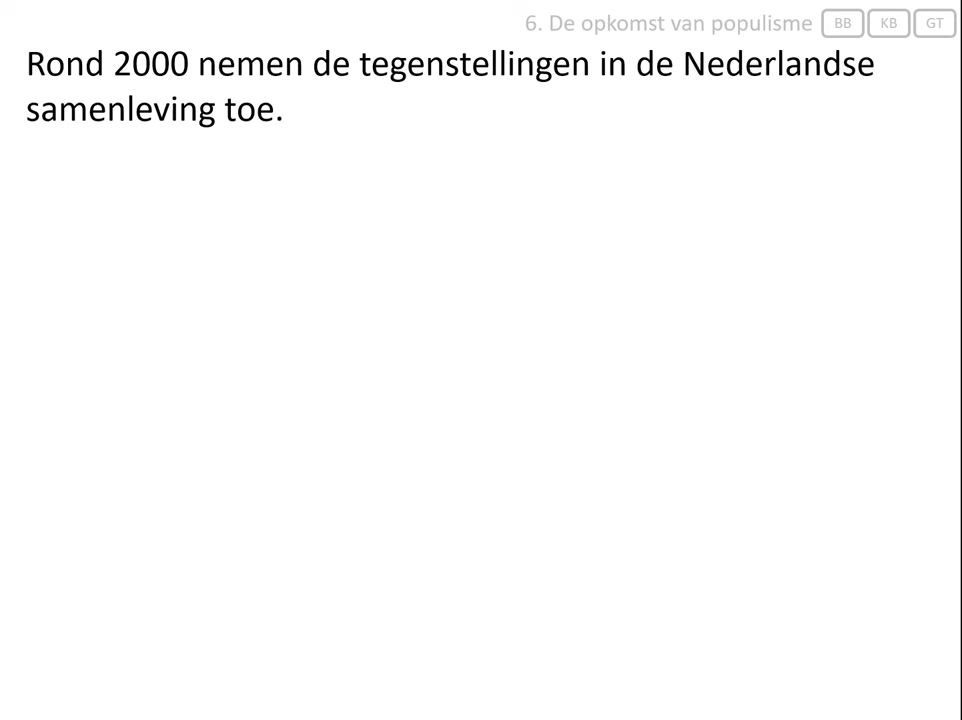 6. De opkomst van populisme BB KB GT
Rond 2000 nemen de tegenstellingen in de Nederlandse
samenleving toe.